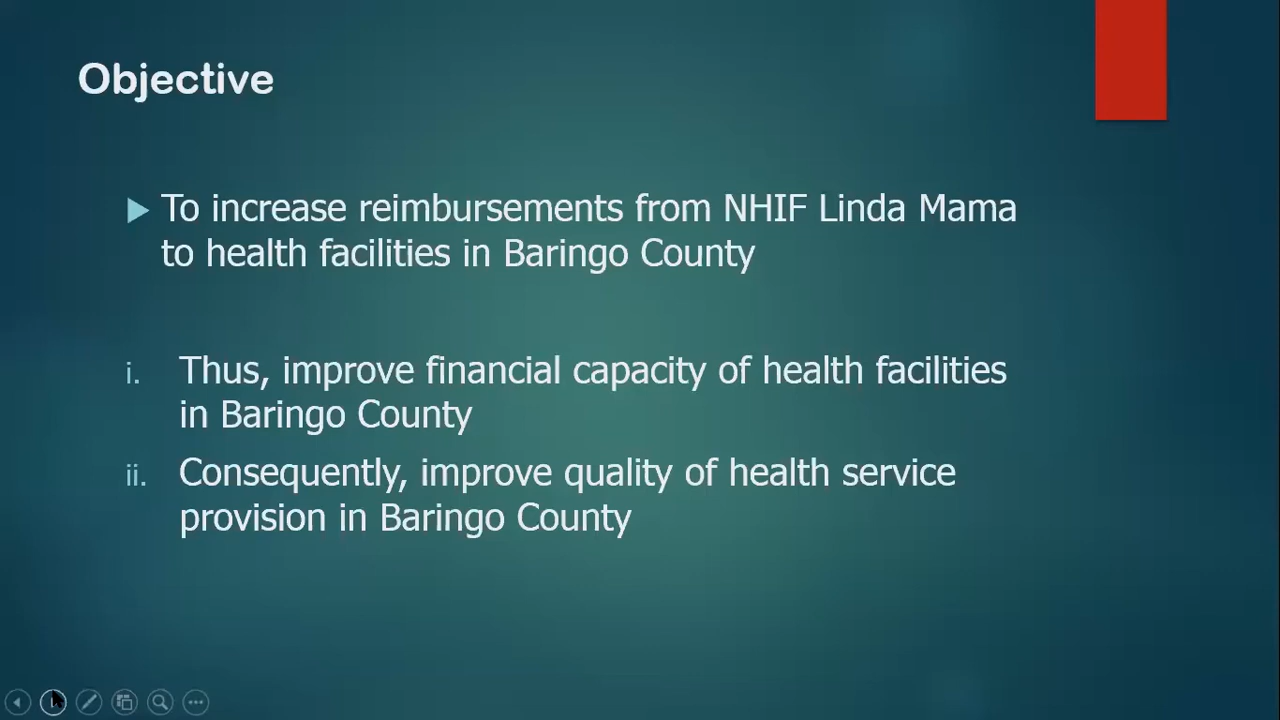 Objective
To increase reimbursements from NHIF Linda Mama
to health facilities in Baringo County
i. Thus, improve financial capacity of health facilities
in Baringo County
ii. Consequently, improve quality of health service
provision in Baringo County